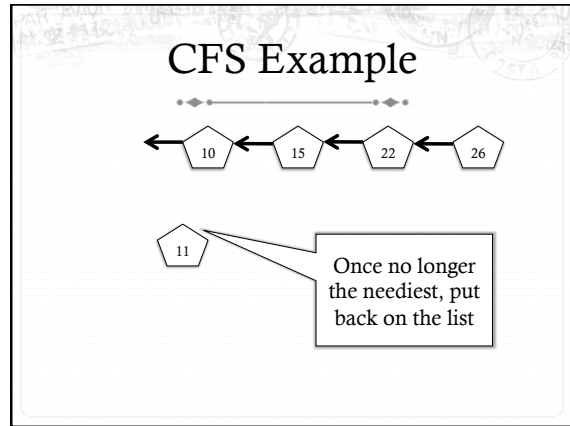 CFS Example
10 15 22 26
11
Once no longer
the neediest, put
back on the list